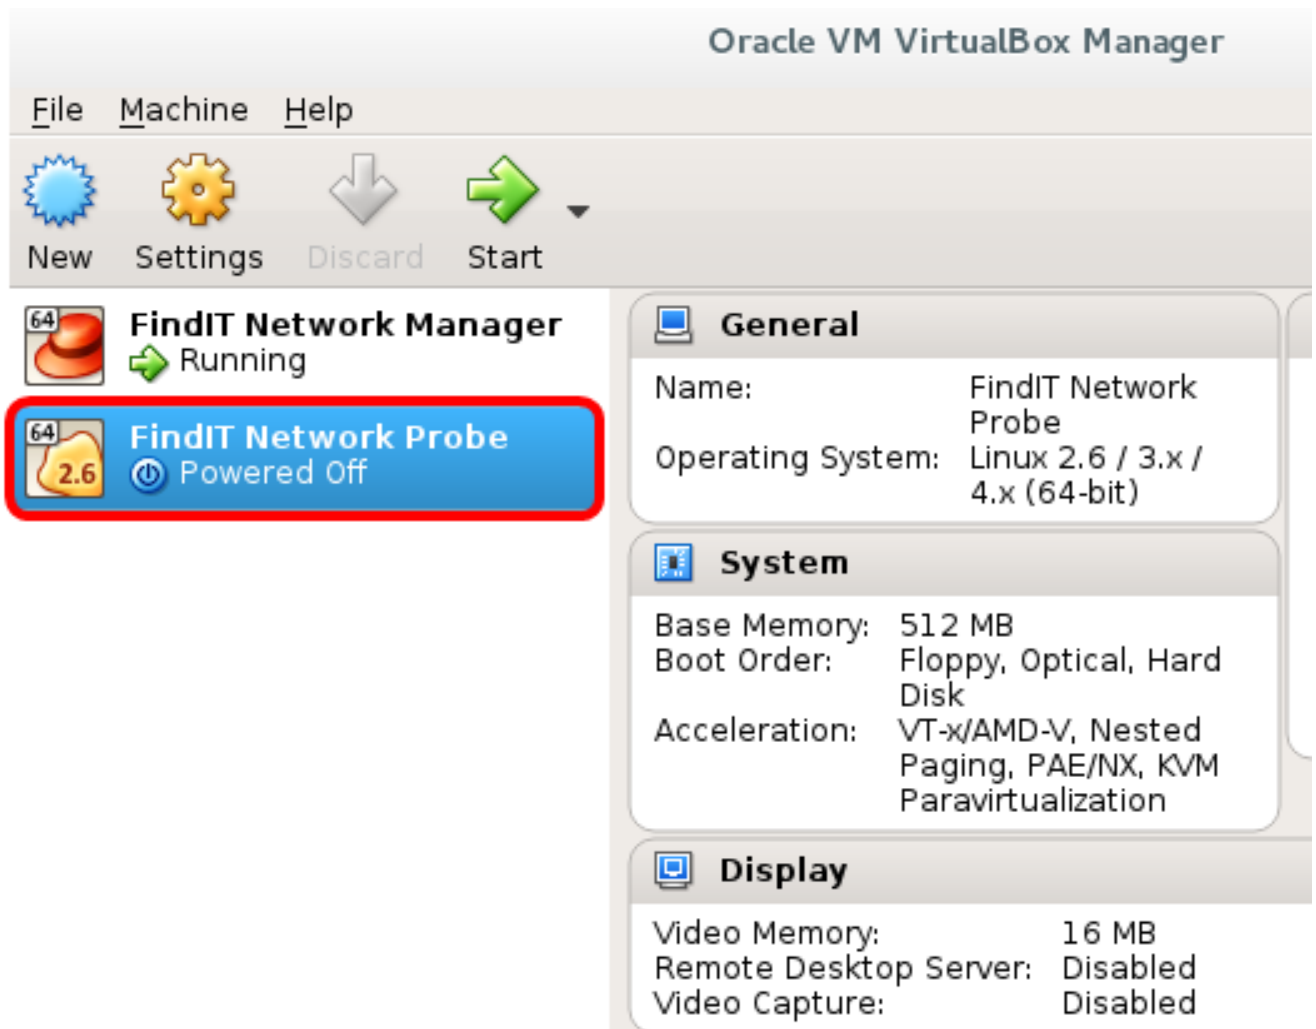 Oracle VM VirtualBox Manager
File Machine Help
New Settings Discard Start
64
FindIT Network Manager
Running
64
2.6
FindIT Network Probe
Powered Off
General
Name: FindIT Network
Probe
Operating System: Linux 2.6 / 3.x /
4.x (64-bit)
System
Base Memory: 512 MB
Boot Order: Floppy, Optical, Hard
Disk
Acceleration: VT-x/AMD-V, Nested
Paging, PAE/NX, KVM
Paravirtualization
Display
Video Memory: 16 MB
Remote Desktop Server: Disabled
Video Capture: Disabled